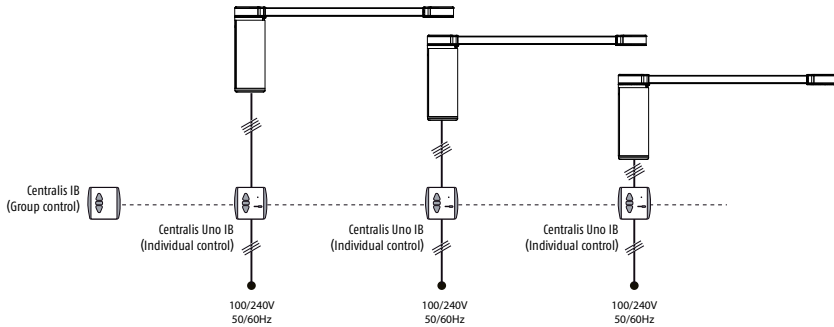 Centralis IB
(Group control)
Centralis Uno IB
(Individual control)
Centralis Uno IB
(Individual control)
Centralis Uno IB
(Individual control)
100/240V
50/60Hz
100/240V
50/60Hz
100/240V
50/60Hz